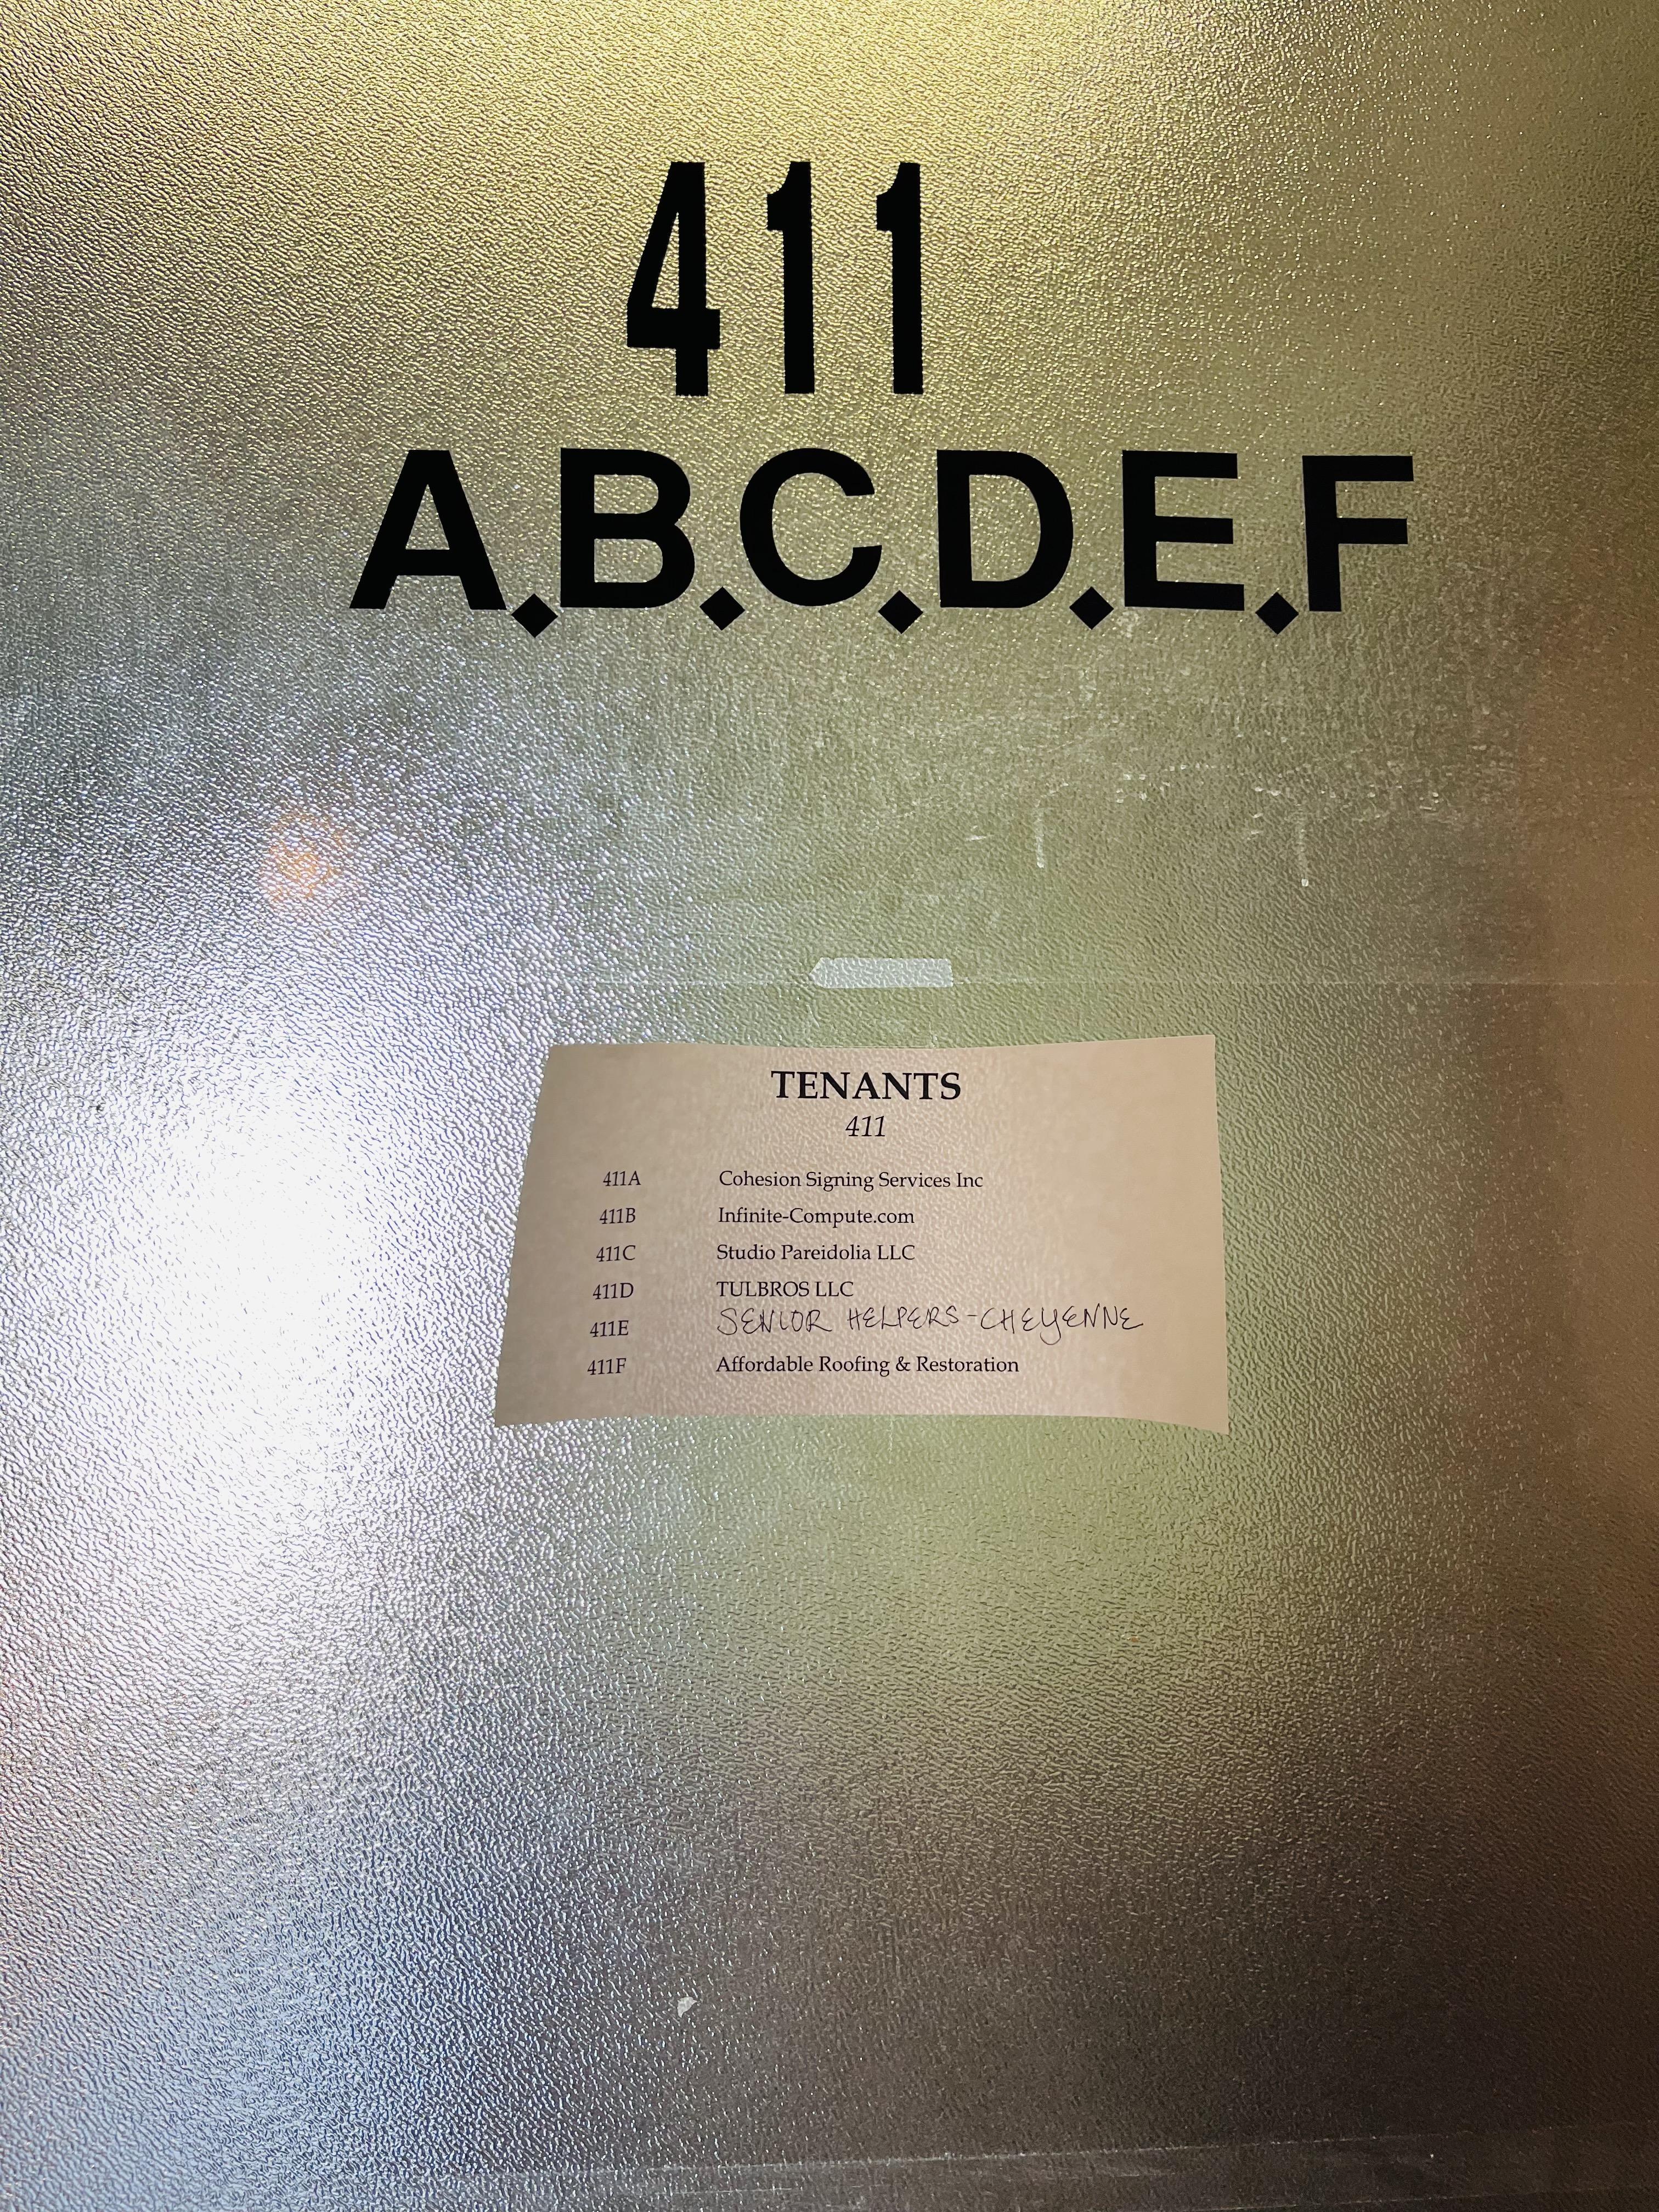 411
A.B.C.D.E.F
TENANTS
411
411A Cohesion Signing Services Inc
411B Infinite-Compute.com
411C Studio Pareidolia LLC
411D TULBROS LLC
411E SENIOR HELPERS-CHEYENNE
411F Affordable Roofing & Restoration